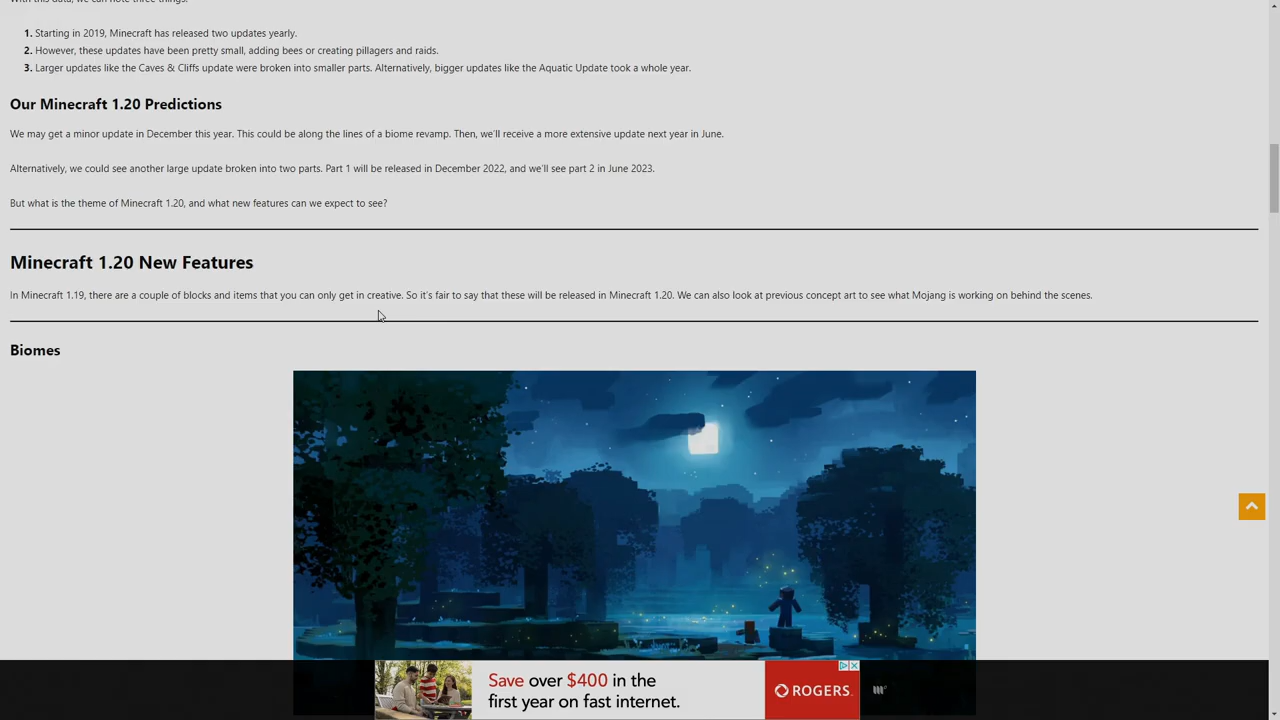 With this data, we can note three things:
1. Starting in 2019, Minecraft has released two updates yearly.
2. However, these updates have been pretty small, adding bees or creating pillagers and raids.
3. Larger updates like the Caves & Cliffs update were broken into smaller parts. Alternatively, bigger updates like the Aquatic Update took a whole year.
Our Minecraft 1.20 Predictions
We may get a minor update in December this year. This could be along the lines of a biome revamp. Then, we'll receive a more extensive update next year in June.
Alternatively, we could see another large update broken into two parts. Part 1 will be released in December 2022, and we'll see part 2 in June 2023.
But what is the theme of Minecraft 1.20, and what new features can we expect to see?
Minecraft 1.20 New Features
In Minecraft 1.19, there are a couple of blocks and items that you can only get in creative. So it's fair to say that these will be released in Minecraft 1.20. We can also look at previous concept art to see what Mojang is working on behind the scenes.
Biomes
Save over $400 in the
first year on fast internet.
ROGERS